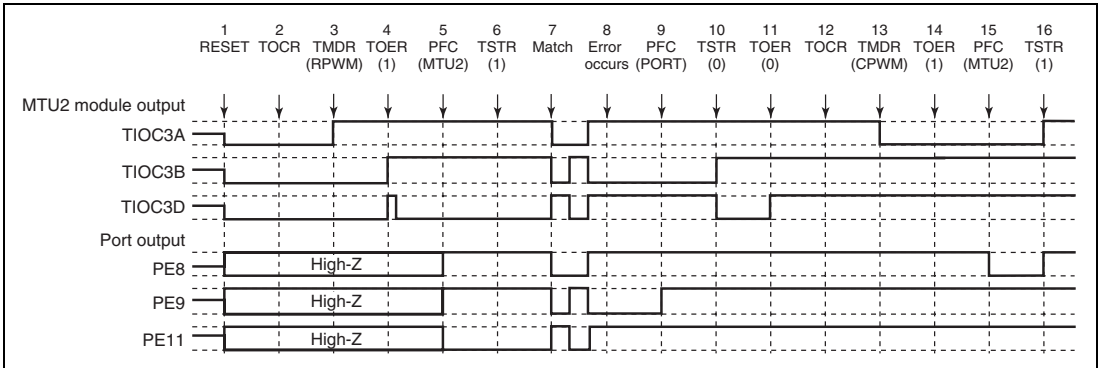 1 2 3 4 5 6 7 8 9 10 11 12 13 14 15 16
RESET TOCR TMDR TOER PFC TSTR Match Error PFC TSTR TOER TOCR TMDR TOER PFC TSTR
(RPWM) (1) (MTU2) (1) occurs (PORT) (0) (0) (CPWM) (1) (MTU2) (1)
MTU2 module output
TIOC3A
TIOC3B
TIOC3D
Port output
PE8 High-Z
PE9 High-Z
PE11 High-Z